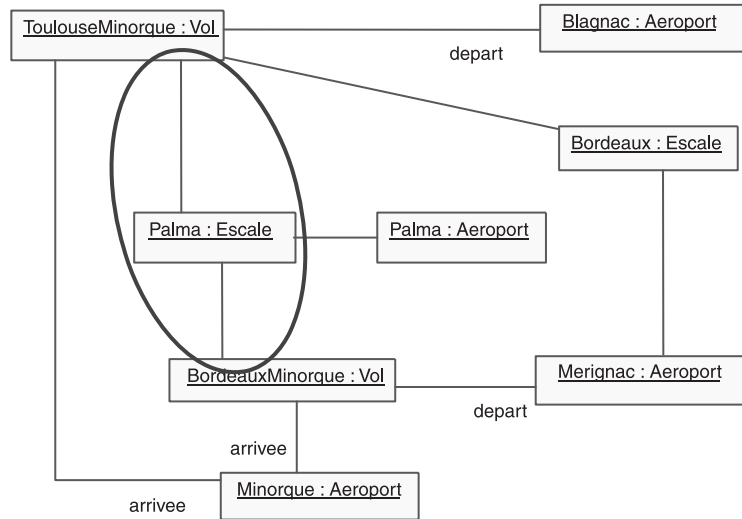 ToulouseMinorque : Vol
Blagnac : Aeroport
depart
Bordeaux : Escale
Palma : Escale
Palma : Aeroport
BordeauxMinorque : Vol
Merignac : Aeroport
depart
arrivee
Minorque : Aeroport
arrivee